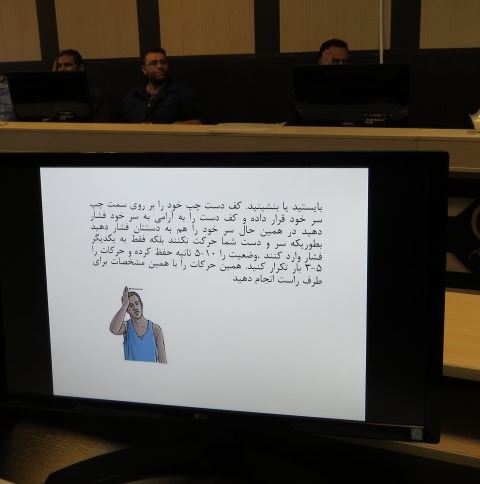 بایستید یا بنشینید. کف دست چپ خود را بر روی سمت چپ
سر خود قرار داده و کف دست را به آرامی به سر خود فشار
دهید در همین حال سر خود را هم به دستتان فشار دهید
بطوریکه سر و دست شما حرکت نکنند بلکه فقط به یکدیگر
فشار وارد کنند .وضعیت را ۱۰-۵ ثانیه حفظ کرده و حرکات را
۵-۳ بار تکرار کنید. همین حرکات را با همین مشخصات برای
طرف راست انجام دهید
LG